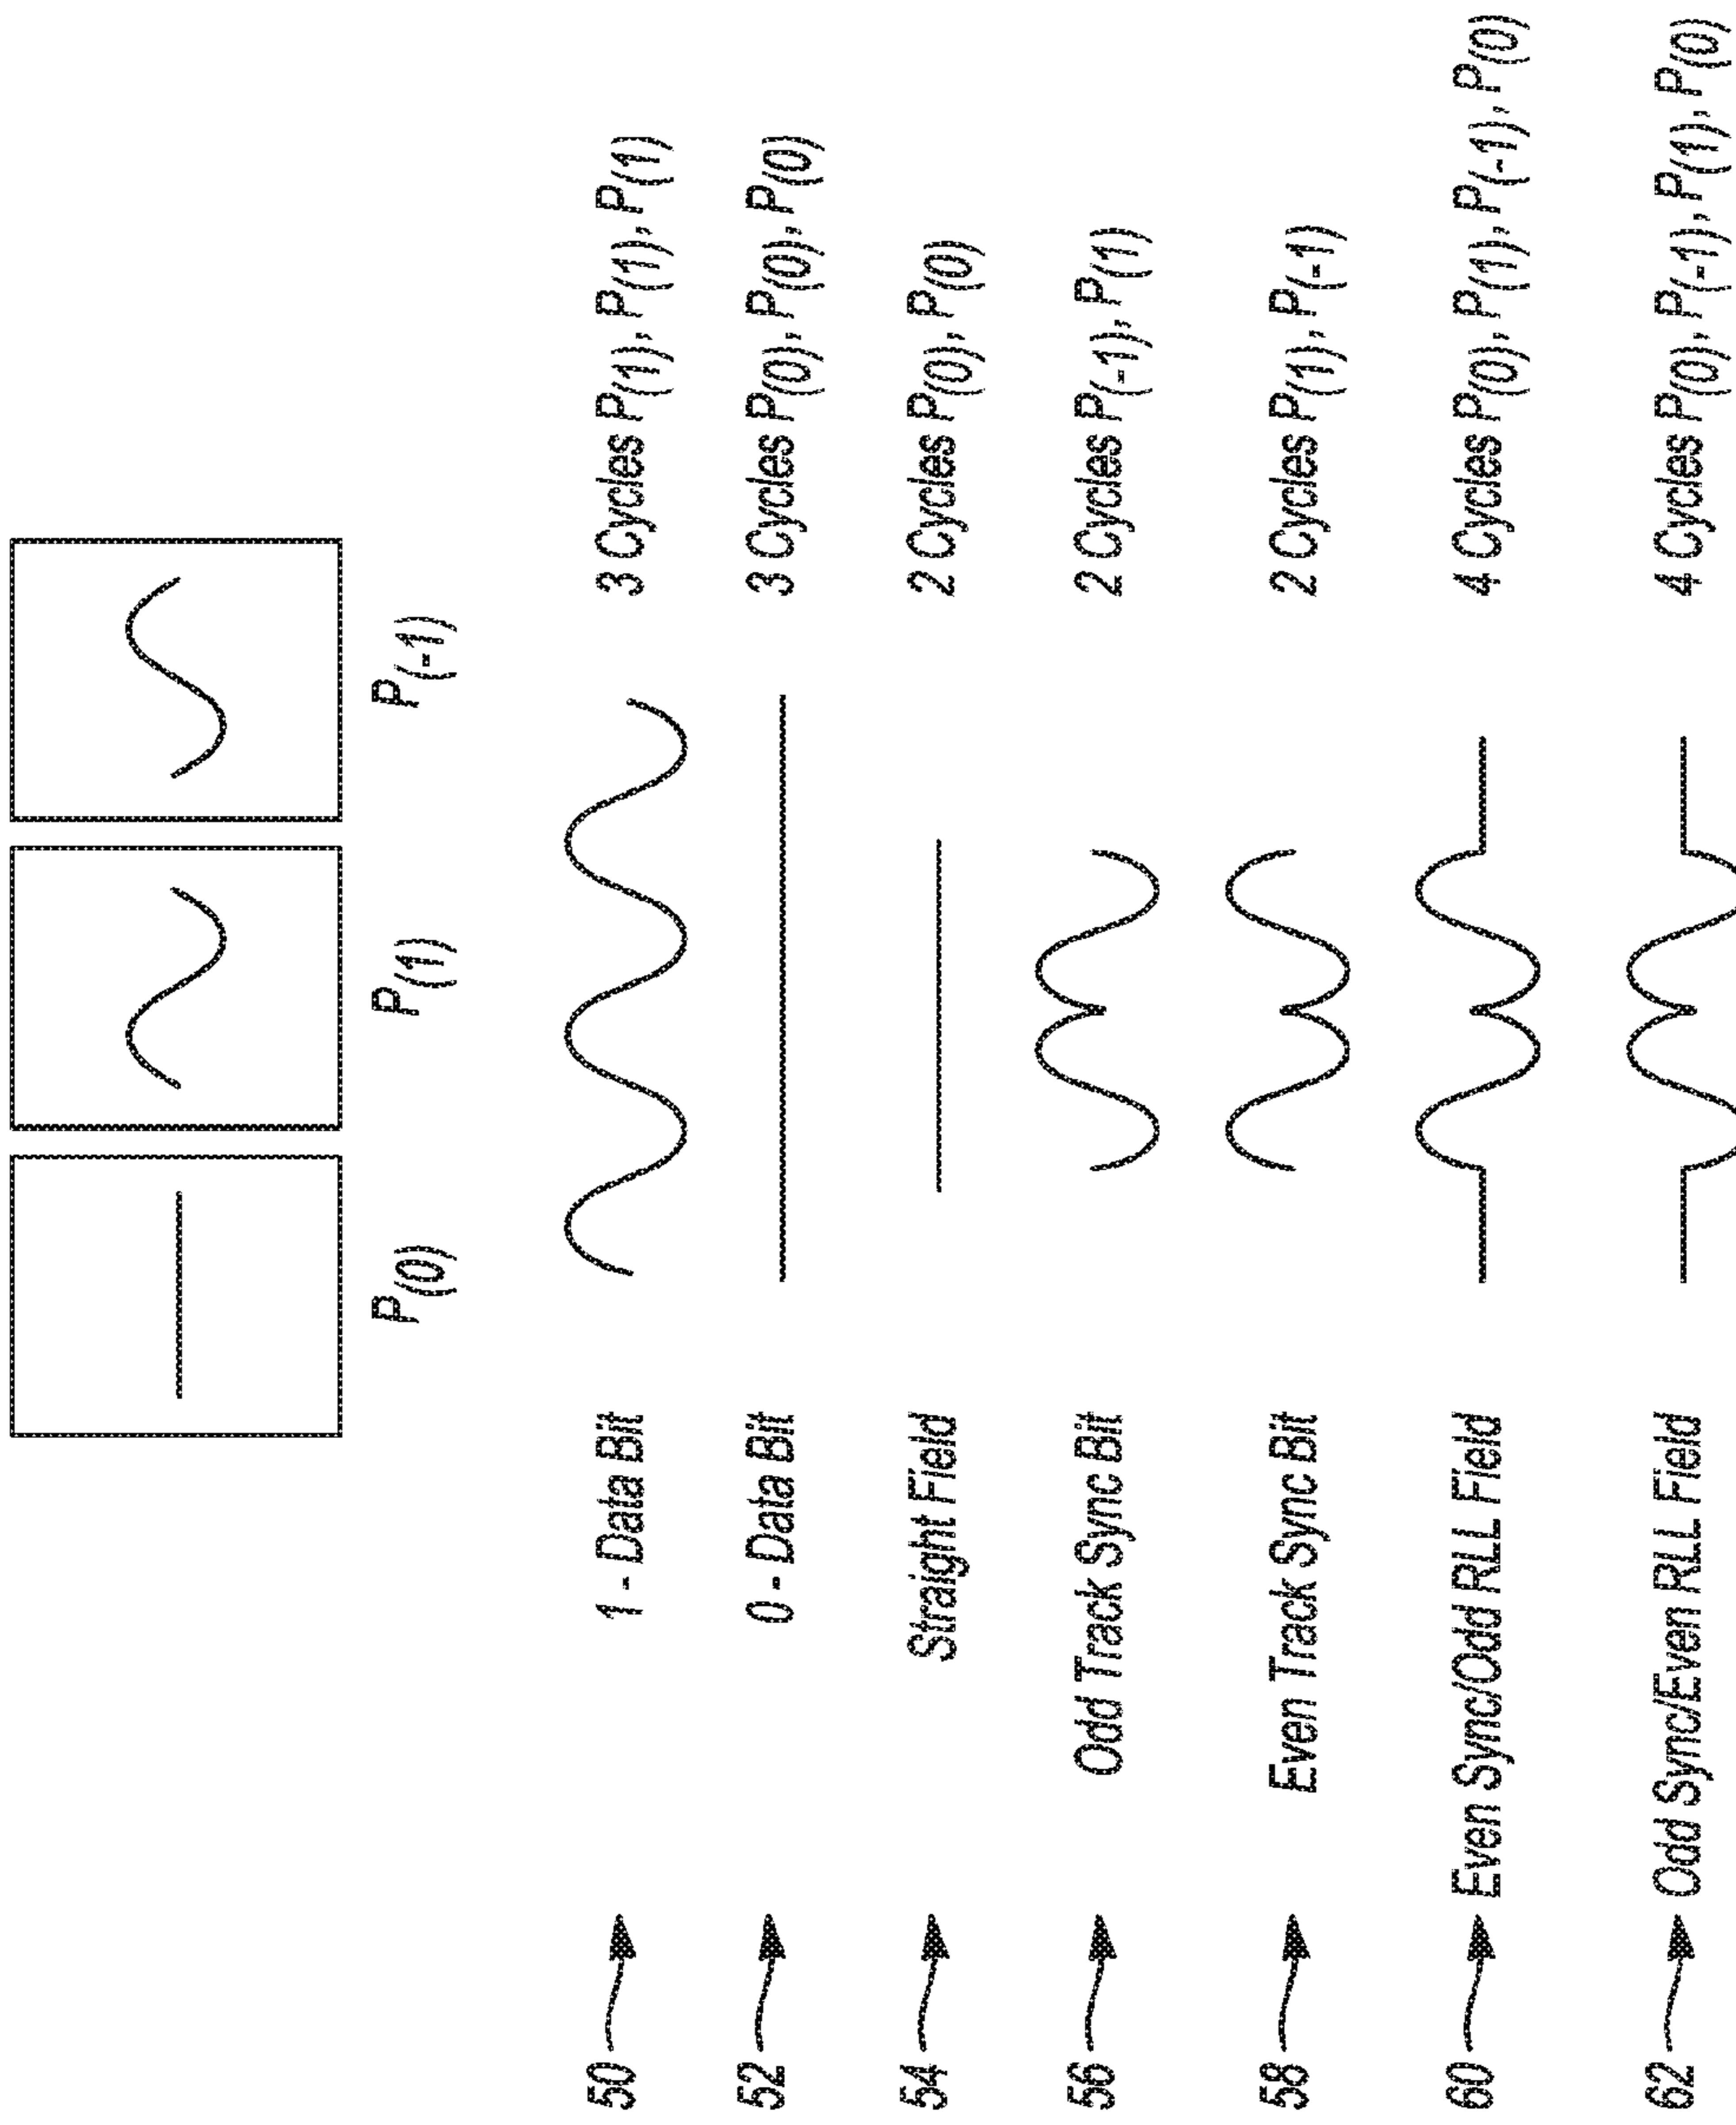 P(0) P(1) P(-1)
50 1 - Data Bit 3 Cycles P(1), P(1), P(1)
52 0 - Data Bit 3 Cycles P(0), P(0), P(0)
54 Straight Field 2 Cycles P(0), P(0)
56 Odd Track Sync Bit 2 Cycles P(-1), P(1)
58 Even Track Sync Bit 2 Cycles P(1), P(-1)
60 Even Sync/Odd RLL Field 4 Cycles P(0), P(1), P(-1), P(0)
62 Odd Sync/Even RLL Field 4 Cycles P(0), P(-1), P(1), P(0)